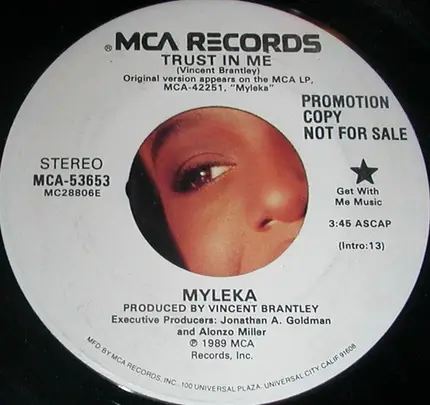 ® MCA RECORDS
TRUST IN ME
(Vincent Brantley)
Original version appears on the MCA LP,
MCA-42251, "Myleka"
PROMOTION
COPY
NOT FOR SALE
STEREO
MCA-53653
MC28806E
Get With
Me Music
3:45 ASCAP
(Intro:13)
MYLEKA
PRODUCED BY VINCENT BRANTLEY
Executive Producers: Jonathan A. Goldman
and Alonzo Miller
℗ 1989 MCA
Records, Inc.
MFD BY MCA RECORDS, INC. 100 UNIVERSAL PLAZA, UNIVERSAL CITY CALIF 91608